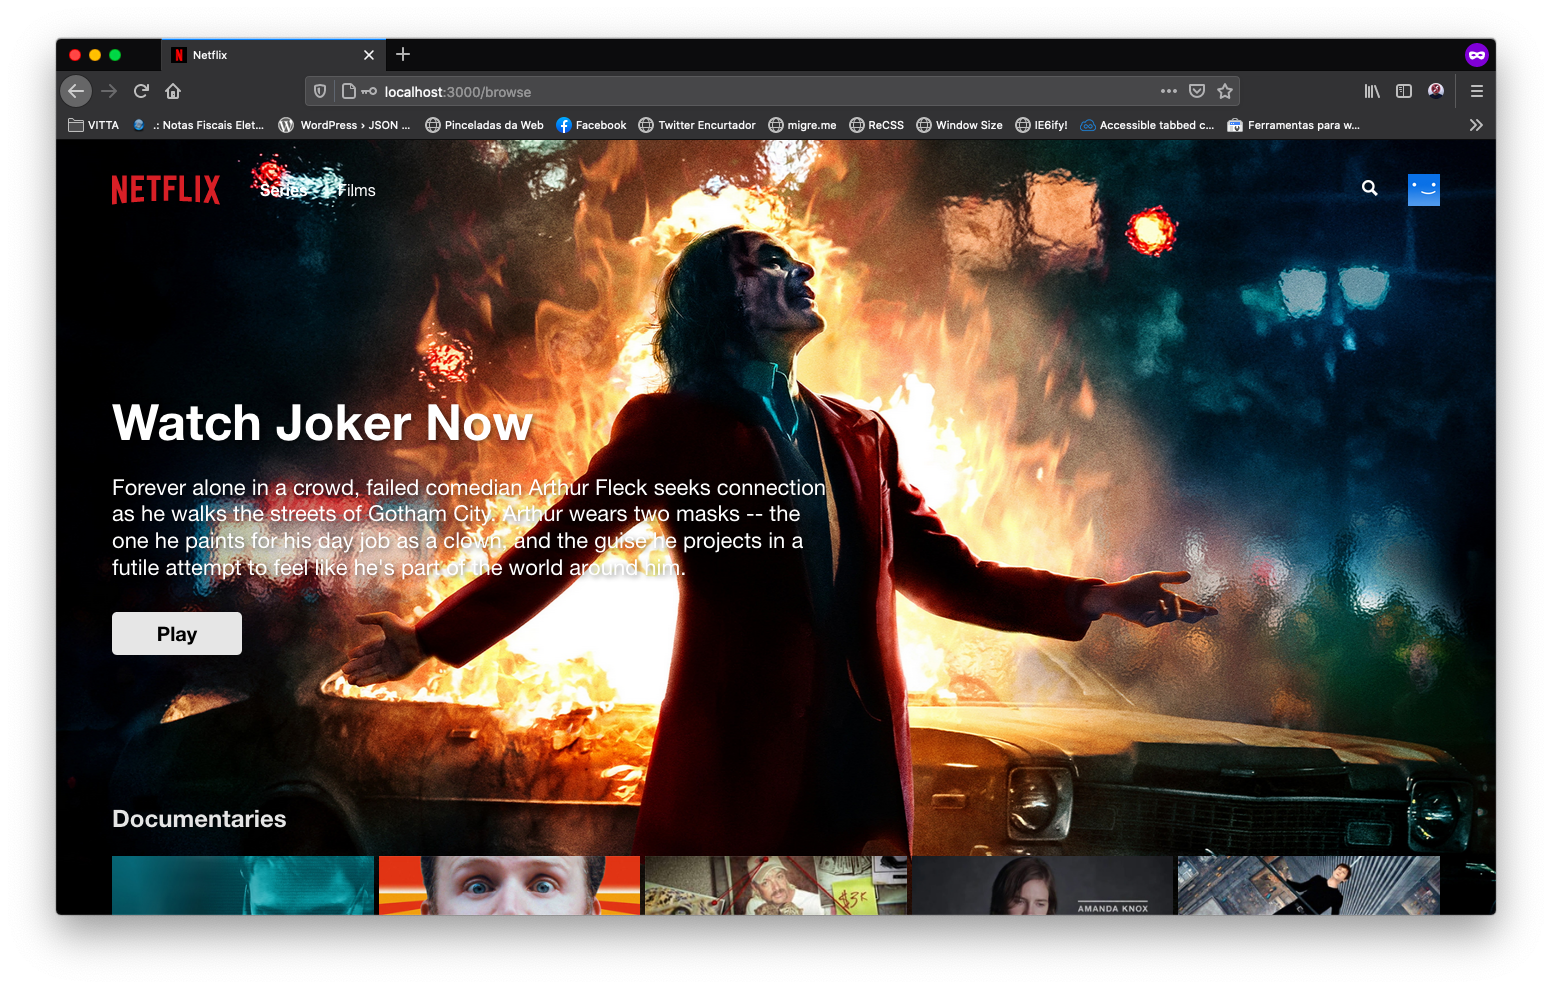 Netflix
localhost:3000/browse
VITTA
.: Notas Fiscais Elet...
WordPress › JSON ...
Pinceladas da Web
Facebook
Twitter Encurtador
migre.me
ReCSS
Window Size
IE6ify!
Accessible tabbed c...
Ferramentas para w...
NETFLIX
Series
Films
Watch Joker Now
Forever alone in a crowd, failed comedian Arthur Fleck seeks connection
as he walks the streets of Gotham City. Arthur wears two masks -- the
one he paints for his day job as a clown, and the guise he projects in a
futile attempt to feel like he's part of the world around him.
Play
Documentaries
$3K
AMANDA KNOX